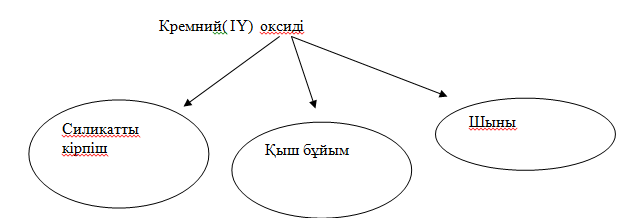 Кремний( IY) оксиді
Силикатты
кірпіш
Қыш бұйым
Шыны